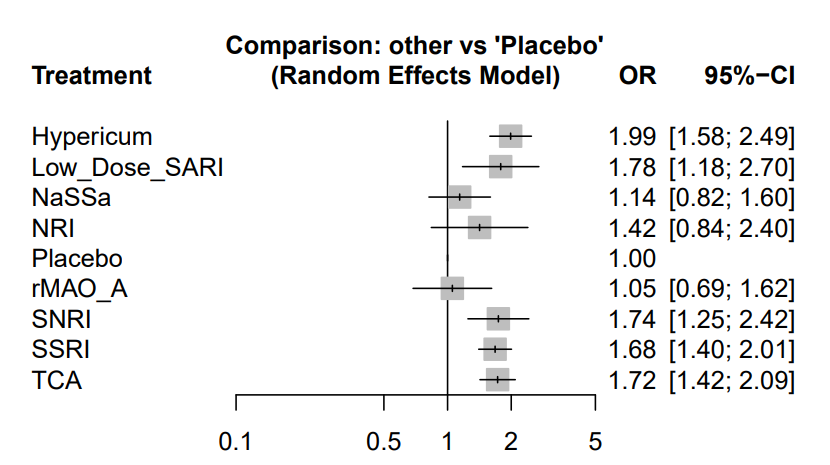 Comparison: other vs 'Placebo'
Treatment (Random Effects Model) OR 95%−CI
Hypericum 1.99 [1.58; 2.49]
Low_Dose_SARI 1.78 [1.18; 2.70]
NaSSa 1.14 [0.82; 1.60]
NRI 1.42 [0.84; 2.40]
Placebo 1.00
rMAO_A 1.05 [0.69; 1.62]
SNRI 1.74 [1.25; 2.42]
SSRI 1.68 [1.40; 2.01]
TCA 1.72 [1.42; 2.09]
0.1 0.5 1 2 5